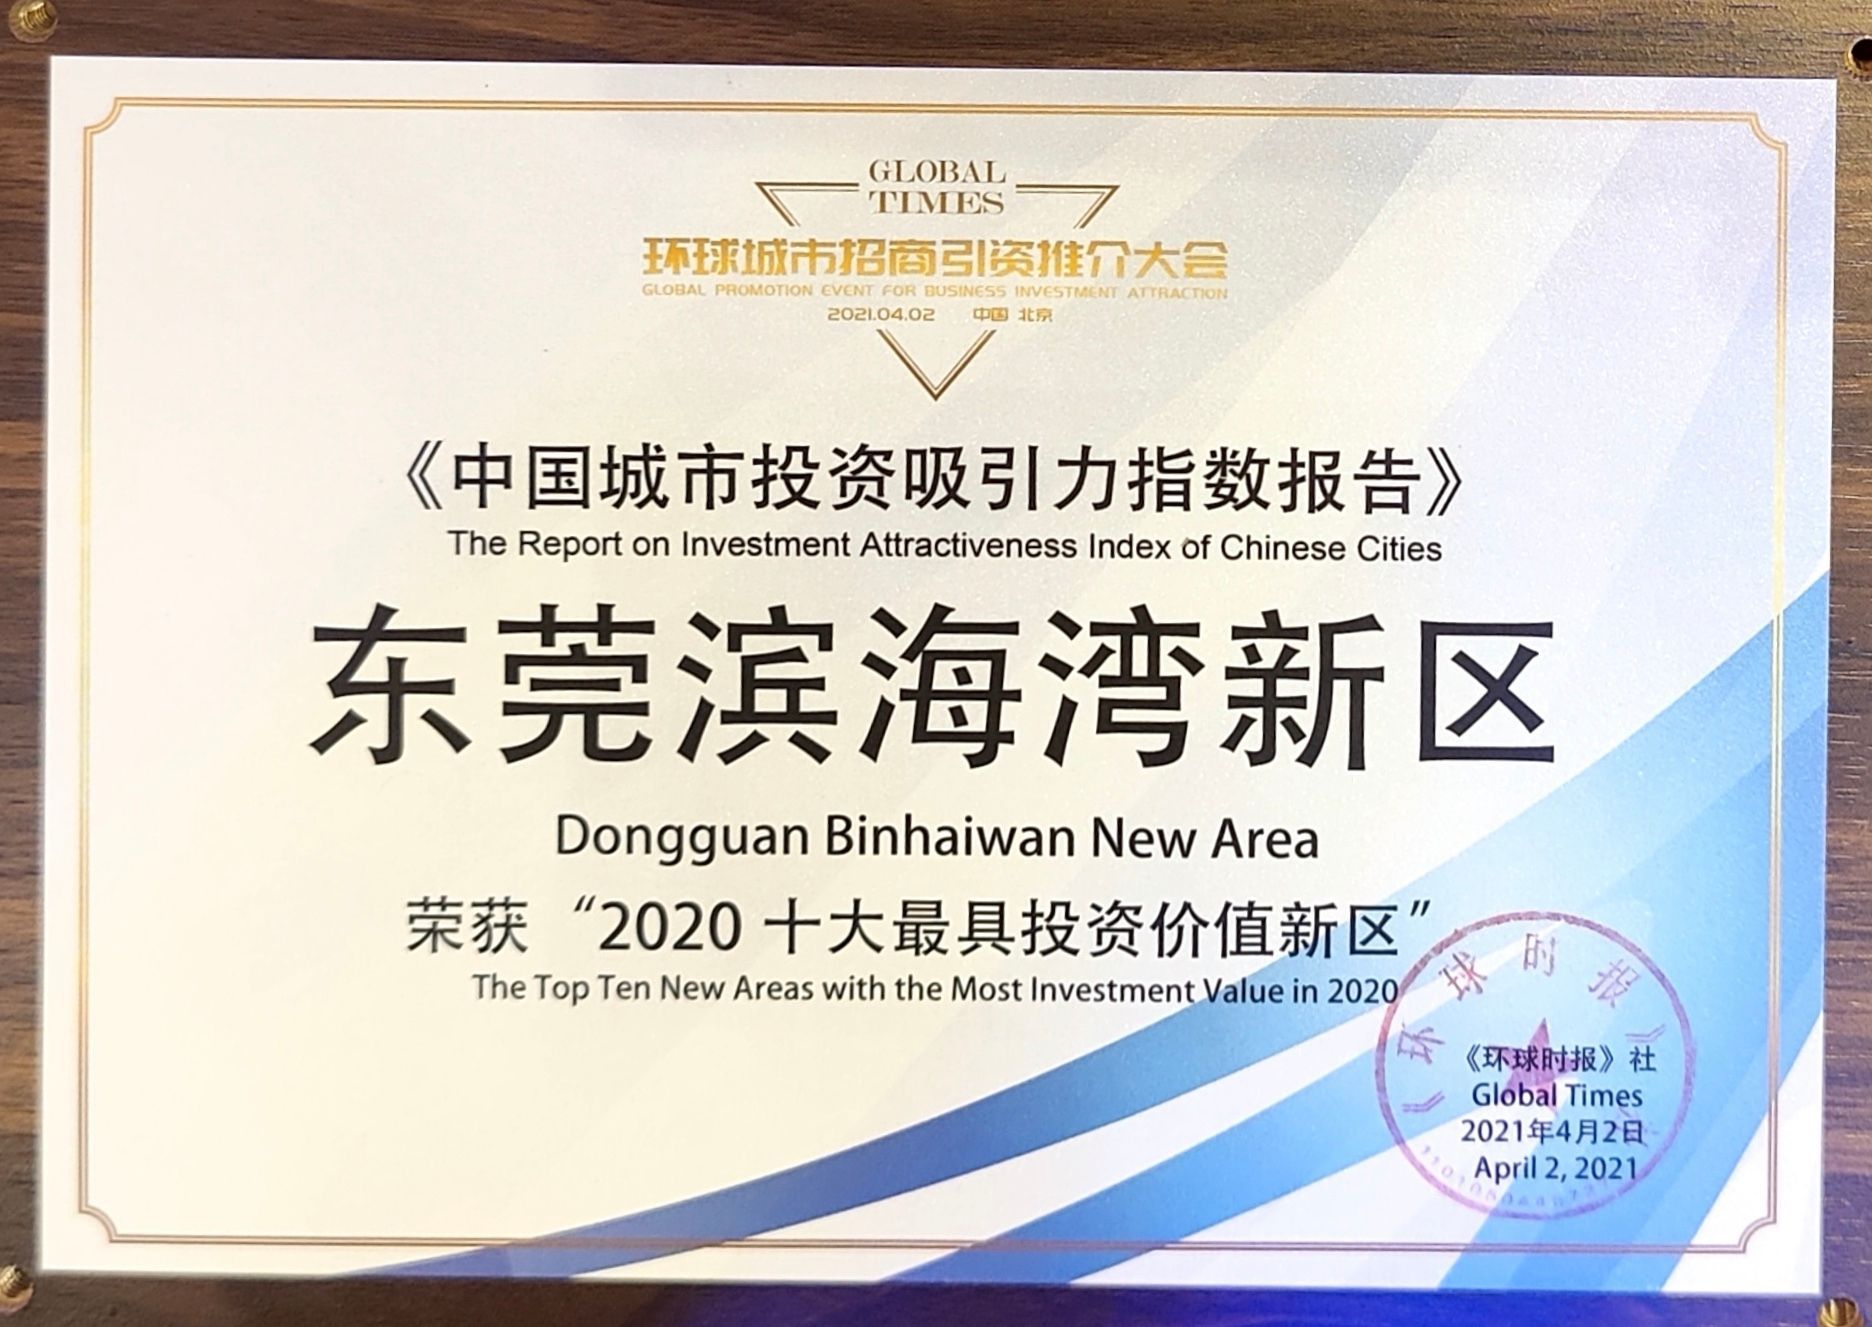 GLOBAL
TIMES
环球城市招商引资推介大会
GLOBAL PROMOTION EVENT FOR BUSINESS INVESTMENT ATTRACTION
2021.04.02 中国 北京
《中国城市投资吸引力指数报告》
The Report on Investment Attractiveness Index of Chinese Cities
东莞滨海湾新区
Dongguan Binhaiwan New Area
荣获 “2020 十大最具投资价值新区”
The Top Ten New Areas with the Most Investment Value in 2020
《环球时报》
《环球时报》社
Global Times
2021年4月2日
April 2, 2021